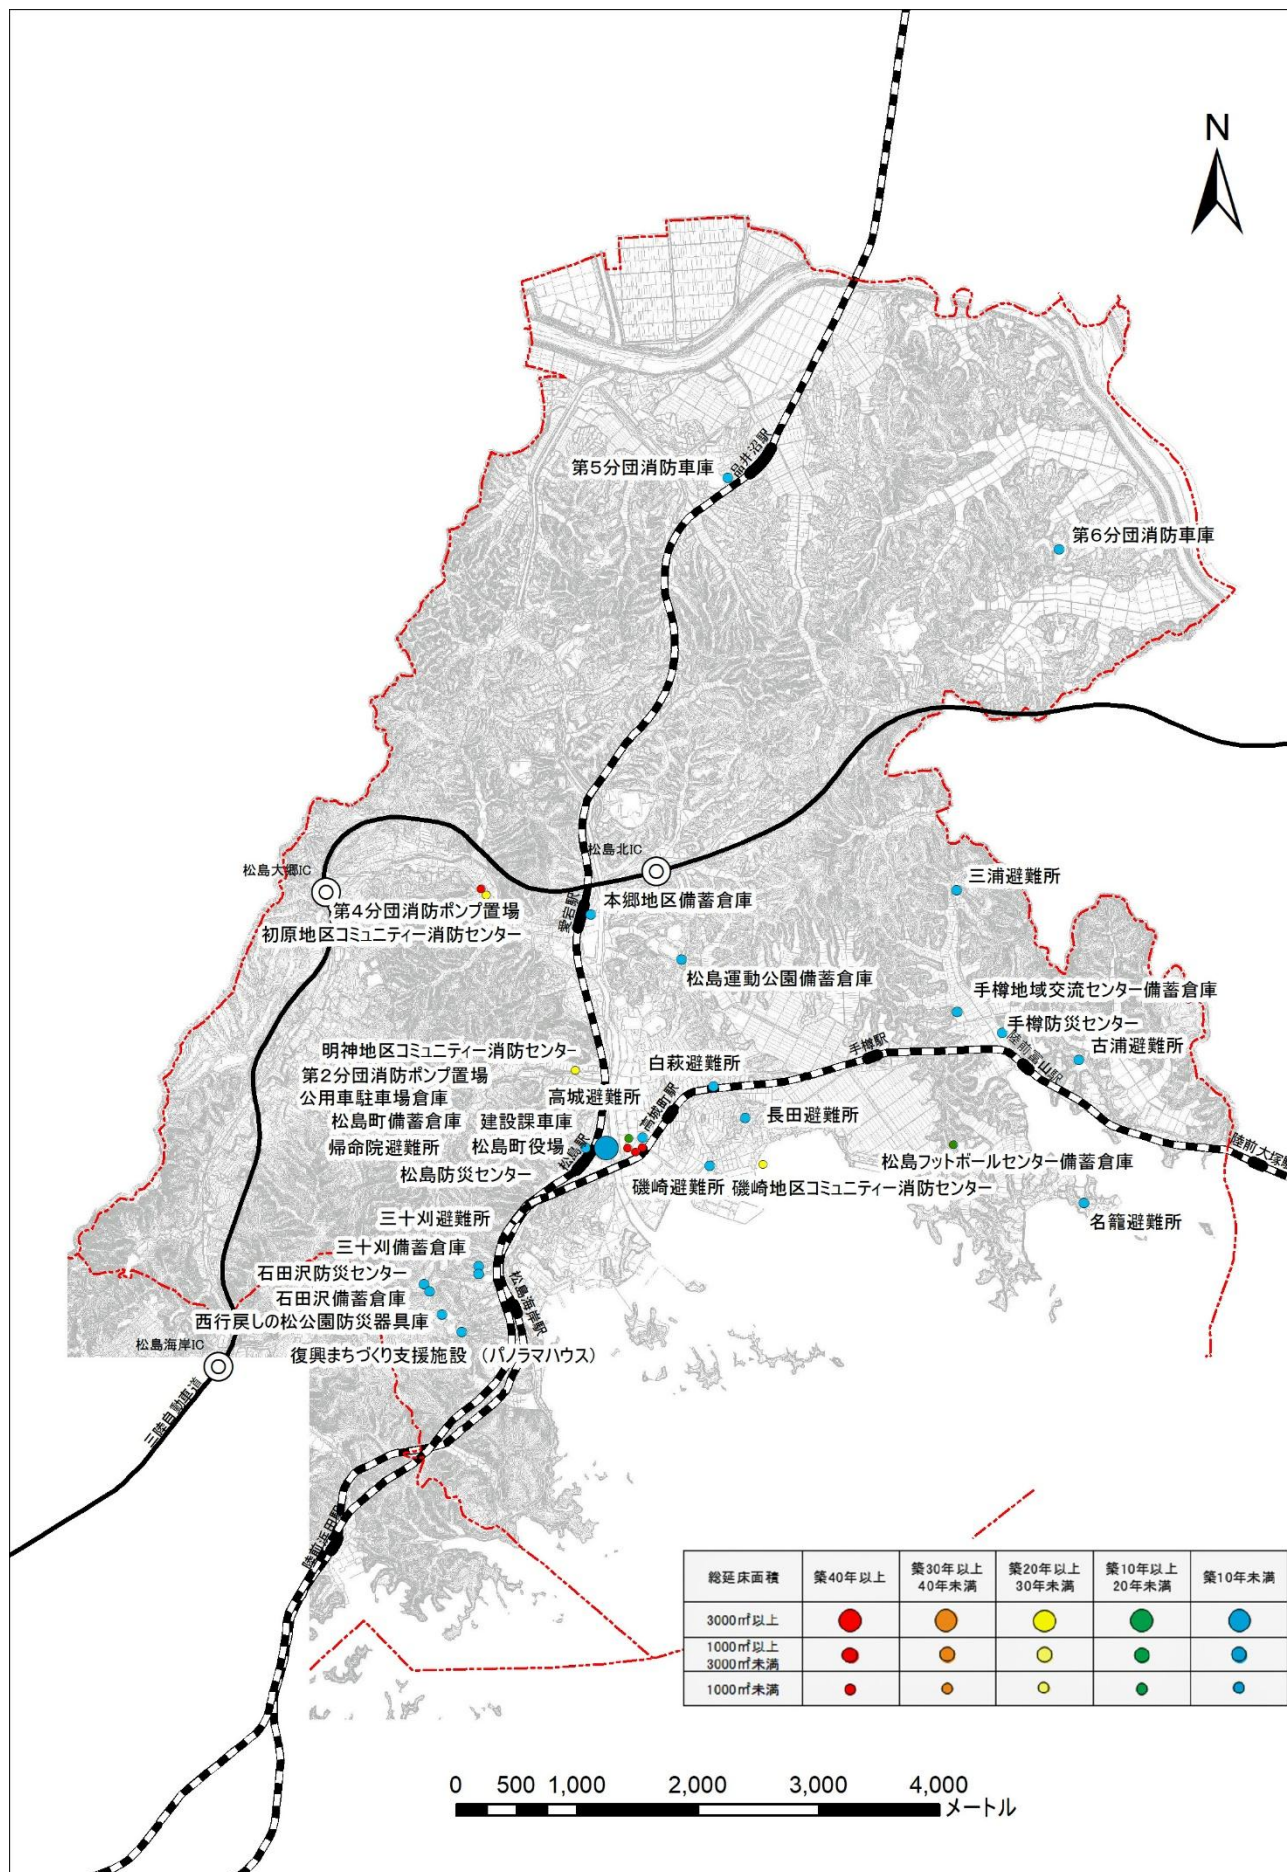 N
品井沼駅
第5分団消防車庫
第6分団消防車庫
松島北IC
松島大郷IC
三浦避難所
愛宕駅
本郷地区備蓄倉庫
第4分団消防ポンプ置場
初原地区コミュニティー消防センター
松島運動公園備蓄倉庫
手樽地域交流センター備蓄倉庫
手樽防災センター
手樽駅
陸前富山駅
古浦避難所
明神地区コミュニティー消防センター
白萩避難所
第2分団消防ポンプ置場
高城避難所
公用車駐車場倉庫
高城町駅
長田避難所
松島町備蓄倉庫 建設課車庫
帰命院避難所 松島町役場
松島駅
陸前大塚駅
松島フットボールセンター備蓄倉庫
松島防災センター
磯崎避難所 磯崎地区コミュニティー消防センター
三十刈避難所
名籠避難所
三十刈備蓄倉庫
石田沢防災センター
石田沢備蓄倉庫
松島海岸駅
西行戻しの松公園防災器具庫
松島海岸IC
復興まちづくり支援施設 (パノラマハウス)
三陸自動車道
陸前浜田駅
総延床面積 築40年以上 築30年以上 築20年以上 築10年以上 築10年未満
40年未満 30年未満 20年未満
3000㎡以上
1000㎡以上
3000㎡未満
1000㎡未満
0 500 1,000 2,000 3,000 4,000
メートル